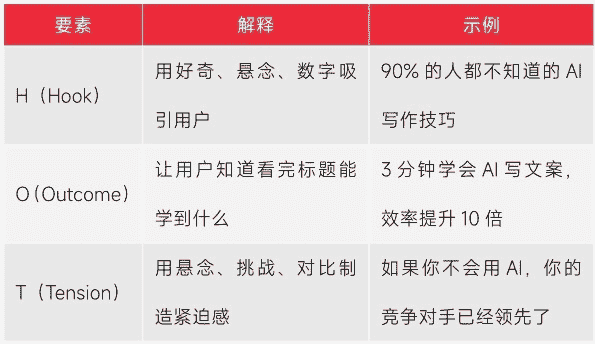 要素 解释 示例
H（Hook） 用好奇、悬念、数字吸引用户 90% 的人都不知道的 AI 写作技巧
O（Outcome） 让用户知道看完标题能学到什么 3 分钟学会 AI 写文案，效率提升 10 倍
T（Tension） 用悬念、挑战、对比制造紧迫感 如果你不会用 AI，你的竞争对手已经领先了